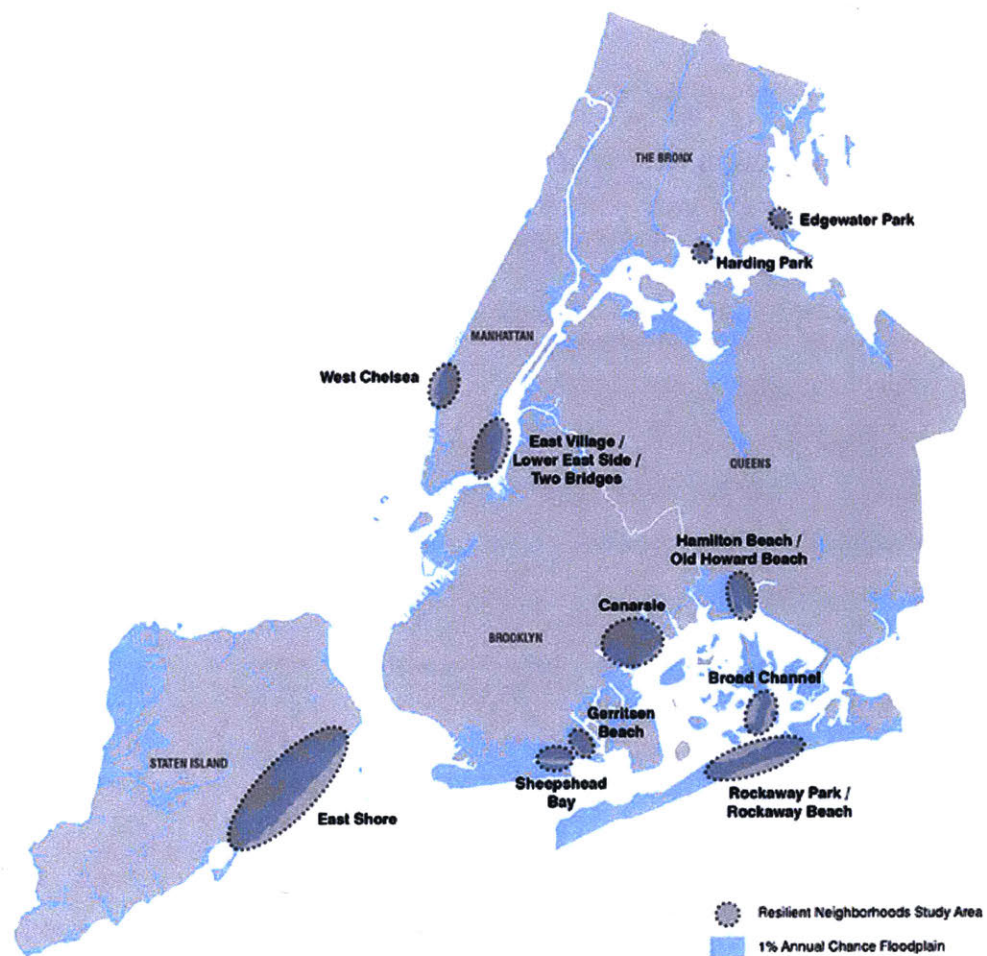 THE BRONX
Edgewater Park
Harding Park
MANHATTAN
West Chelsea
East Village /
Lower East Side /
Two Bridges
QUEENS
Hamilton Beach /
Old Howard Beach
Canarsie
BROOKLYN
Broad Channel
Gerritsen
Beach
STATEN ISLAND
Sheepshead
Bay
Rockaway Park /
Rockaway Beach
East Shore
Resilient Neighborhoods Study Area
1% Annual Chance Floodplain